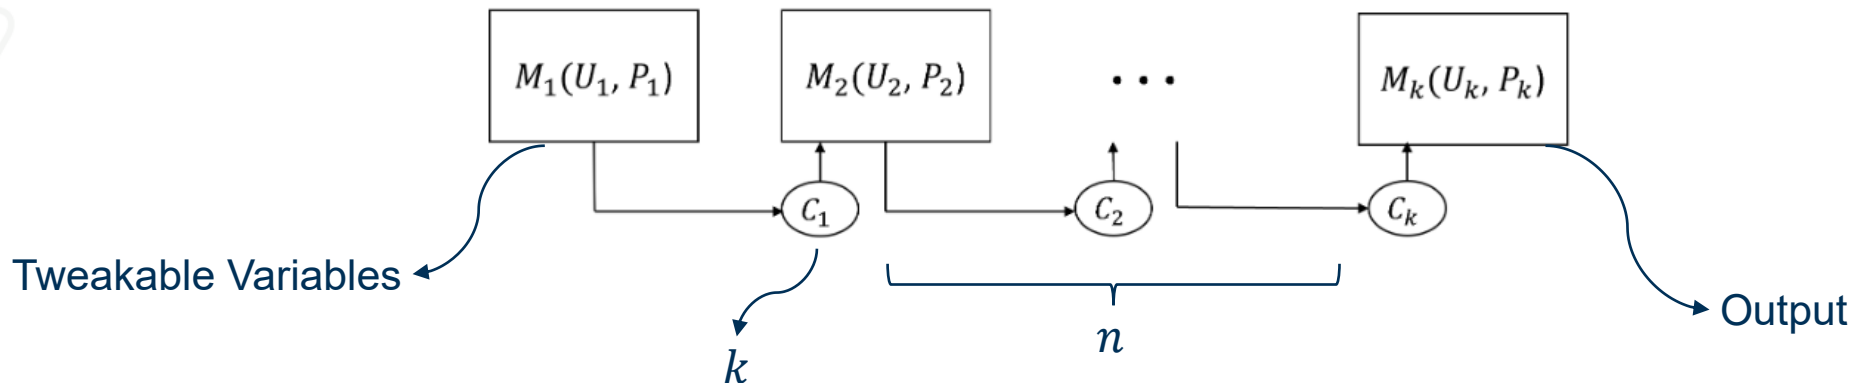 M₁(U₁, P₁)
M₂(U₂, P₂)
• • •
Mₖ(Uₖ, Pₖ)
C₁
C₂
Cₖ
Tweakable Variables
k
n
Output